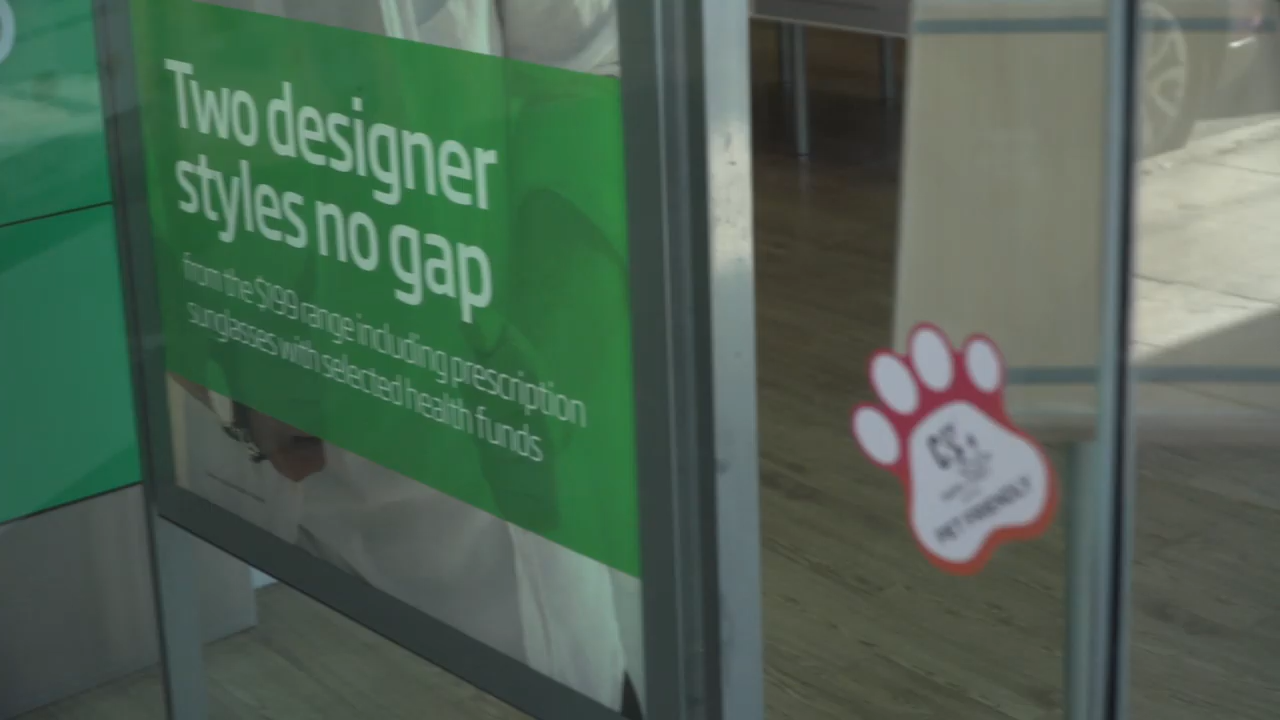 Two designer
styles no gap
from the $199 range including prescription
sunglasses with selected health funds
PET FRIENDLY